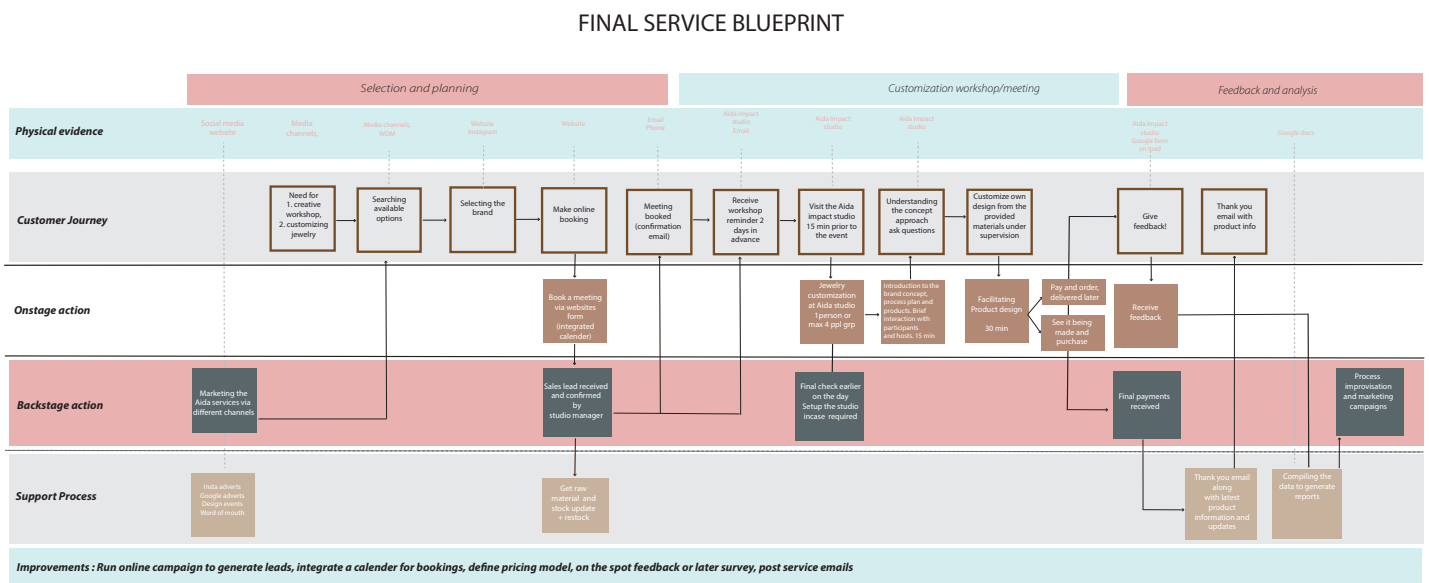 FINAL SERVICE BLUEPRINT
Selection and planning
Customization workshop/meeting
Feedback and analysis
Physical evidence
Social media
website
Media
channels,
Media channels,
WOM
Website
Instagram
Website
Email
Phone
Aida impact
studio
Email
Aida impact
studio
Aida impact
studio
Aida impact
studio
Google form
on Ipad
Google docs
Customer Journey
Need for
1. creative
workshop,
2. customizing
jewelry
Searching
available
options
Selecting the
brand
Make online
booking
Meeting
booked
(confirmation
email)
Receive
workshop
reminder 2
days in
advance
Visit the Aida
impact studio
15 min prior to
the event
Understanding
the concept
approach
ask questions
Customize own
design from the
provided
materials under
supervision
Give
feedback!
Thank you
email with
product info
Onstage action
Book a meeting
via websites
form
(integrated
calender)
Jewelry
customization
at Aida studio
1person or
max 4 ppl grp
Introduction to the
brand concept,
process plan and
products. Brief
interaction with
participants
and hosts. 15 min
Facilitating
Product design
30 min
Pay and order,
delivered later
See it being
made and
purchase
Receive
feedback
Backstage action
Marketing the
Aida services via
different channels
Sales lead received
and confirmed
by
studio manager
Final check earlier
on the day
Setup the studio
incase required
Final payments
received
Process
improvisation
and marketing
campaigns
Support Process
Insta adverts
Google adverts
Design events
Word of mouth
Get raw
material and
stock update
+ restock
Thank you email
along
with latest
product
information and
updates
Compiling the
data to generate
reports
Improvements : Run online campaign to generate leads, integrate a calender for bookings, define pricing model, on the spot feedback or later survey, post service emails